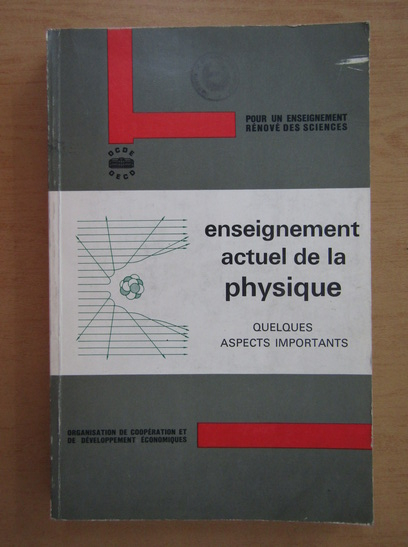 POUR UN ENSEIGNEMENT
RÉNOVÉ DES SCIENCES
OCDE
OECD
enseignement
actuel de la
physique
QUELQUES
ASPECTS IMPORTANTS
ORGANISATION DE COOPÉRATION ET
DE DÉVELOPPEMENT ÉCONOMIQUES